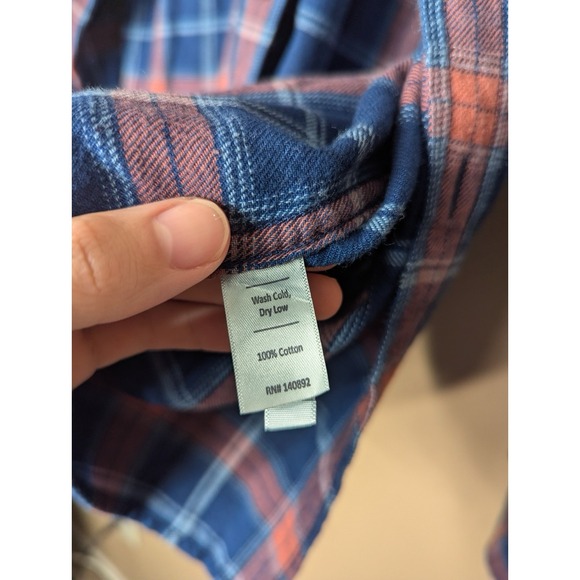 Wash Cold,
Dry Low
100% Cotton
RN# 140892